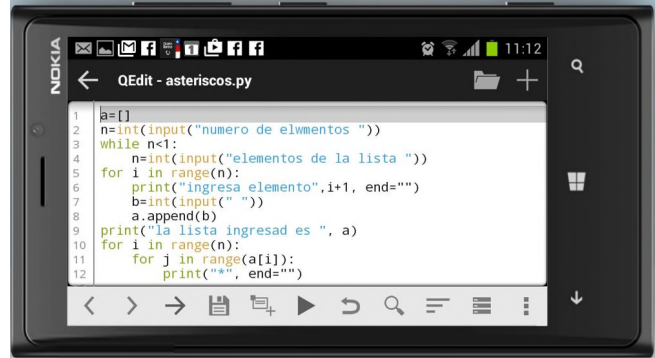 NOKIA
11:12
QEdit - asteriscos.py
1 a=[]
2 n=int(input("numero de elwmentos "))
3 while n<1:
4     n=int(input("elementos de la lista "))
5 for i in range(n):
6     print("ingresa elemento",i+1, end="")
7     b=int(input(" "))
8     a.append(b)
9 print("la lista ingresad es ", a)
10 for i in range(n):
11     for j in range(a[i]):
12         print("*", end="")